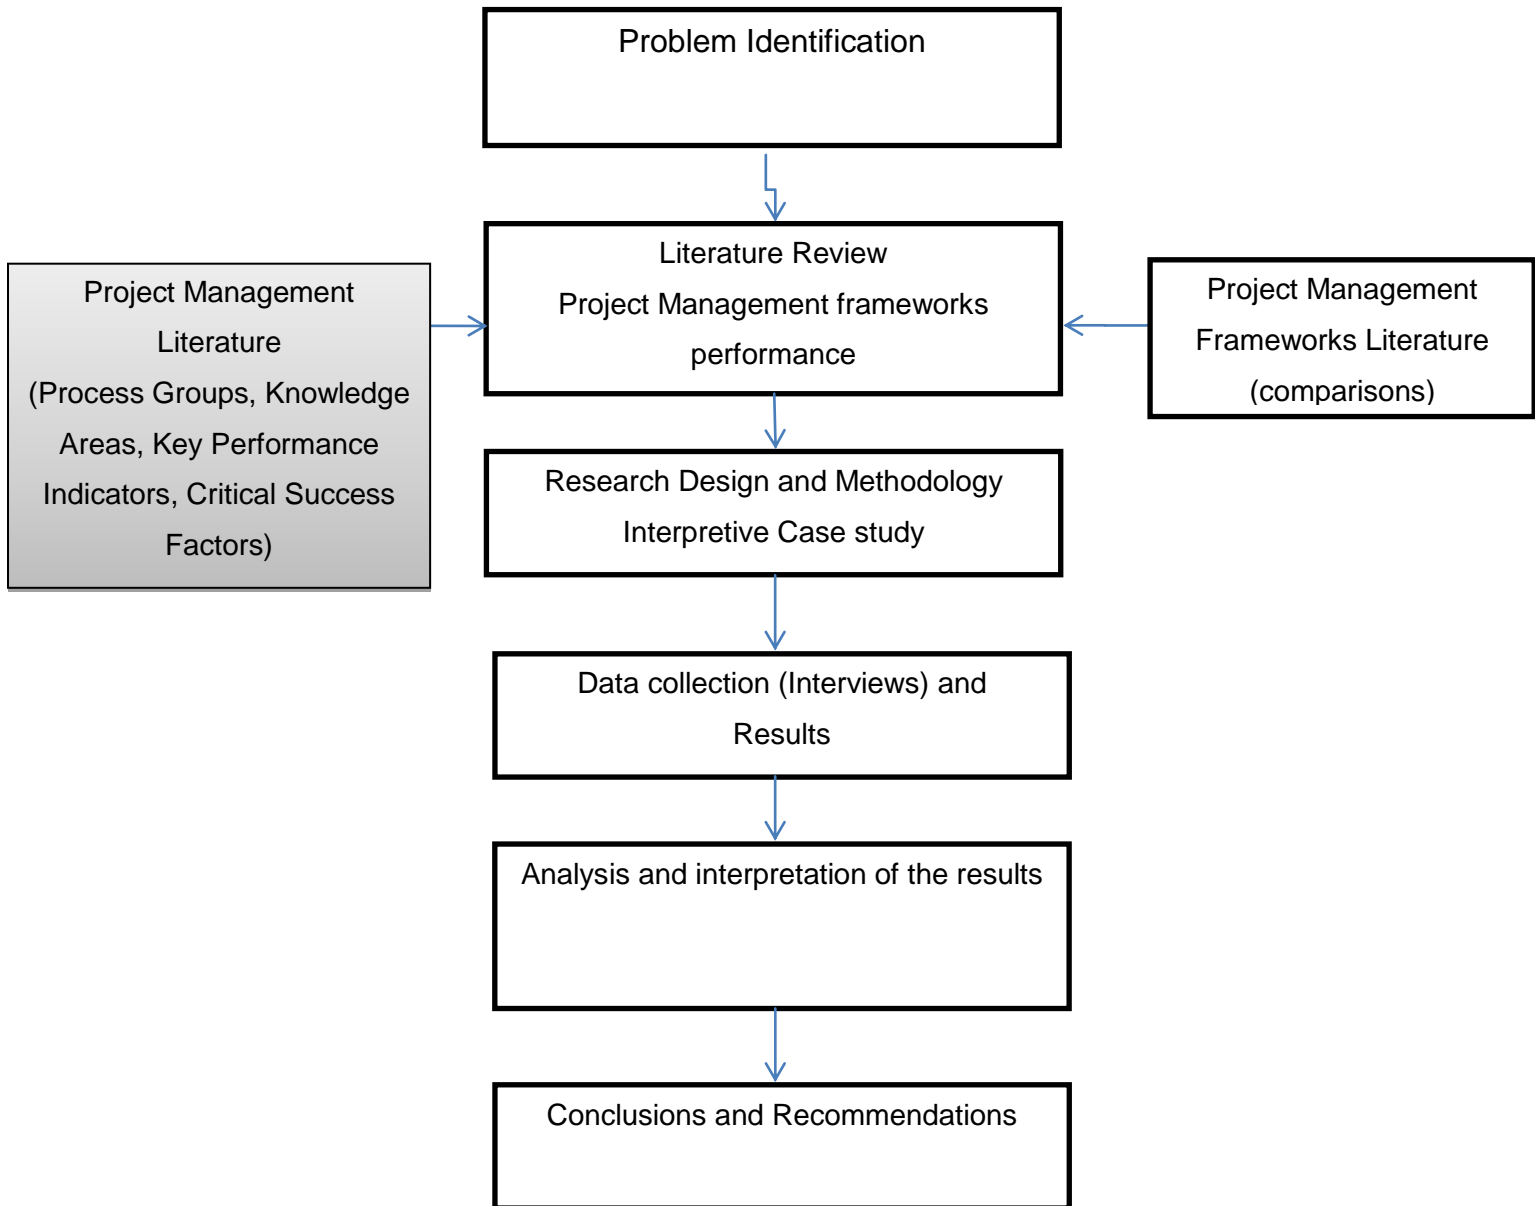 Problem Identification
Literature Review
Project Management frameworks
performance
Project Management
Literature
(Process Groups, Knowledge
Areas, Key Performance
Indicators, Critical Success
Factors)
Project Management
Frameworks Literature
(comparisons)
Research Design and Methodology
Interpretive Case study
Data collection (Interviews) and
Results
Analysis and interpretation of the results
Conclusions and Recommendations